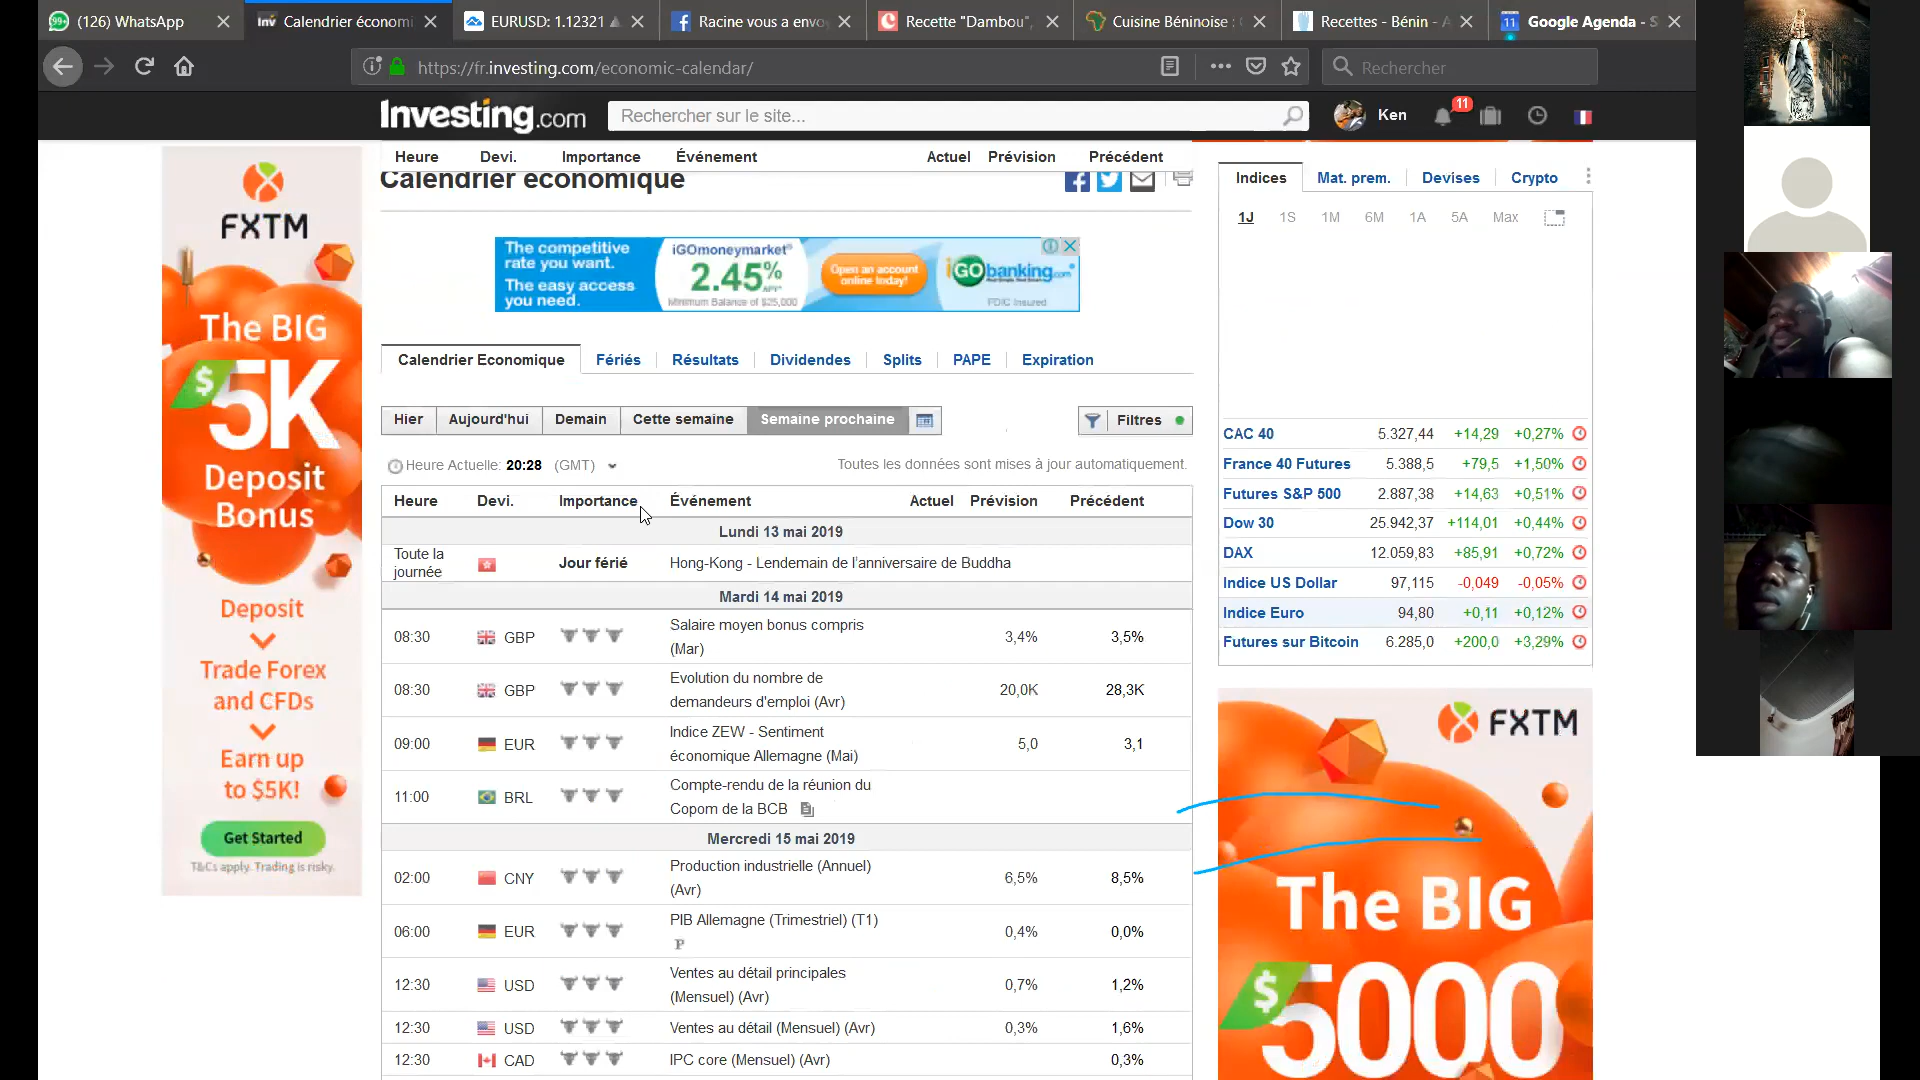 99+ (126) WhatsApp
Inv Calendrier économi
EURUSD: 1.12321
Racine vous a envo
Recette "Dambou",
Cuisine Béninoise :
Recettes - Bénin - A
11 Google Agenda - S
https://fr.investing.com/economic-calendar/
Rechercher
Investing.com
Rechercher sur le site...
Ken
11
Heure Devi. Importance Événement Actuel Prévision Précédent
Calendrier économique
The competitive
rate you want.
The easy access
you need.
iGOmoneymarket®
2.45% APY*
Minimum Balance of $25,000
Open an account
online today!
iGObanking.com®
FDIC Insured
Calendrier Economique Fériés Résultats Dividendes Splits PAPE Expiration
Hier Aujourd'hui Demain Cette semaine Semaine prochaine Filtres
Heure Actuelle: 20:28 (GMT) Toutes les données sont mises à jour automatiquement.
Heure Devi. Importance Événement Actuel Prévision Précédent
Lundi 13 mai 2019
Toute la
journée Jour férié Hong-Kong - Lendemain de l'anniversaire de Buddha
Mardi 14 mai 2019
08:30 GBP Salaire moyen bonus compris
(Mar) 3,4% 3,5%
08:30 GBP Evolution du nombre de
demandeurs d'emploi (Avr) 20,0K 28,3K
09:00 EUR Indice ZEW - Sentiment
économique Allemagne (Mai) 5,0 3,1
11:00 BRL Compte-rendu de la réunion du
Copom de la BCB
Mercredi 15 mai 2019
02:00 CNY Production industrielle (Annuel)
(Avr) 6,5% 8,5%
06:00 EUR PIB Allemagne (Trimestriel) (T1)
P 0,4% 0,0%
12:30 USD Ventes au détail principales
(Mensuel) (Avr) 0,7% 1,2%
12:30 USD Ventes au détail (Mensuel) (Avr) 0,3% 1,6%
12:30 CAD IPC core (Mensuel) (Avr) 0,3%
FXTM
The BIG
$5K
Deposit
Bonus
Deposit
Trade Forex
and CFDs
Earn up
to $5K!
Get Started
T&Cs apply. Trading is risky.
Indices Mat. prem. Devises Crypto
1J 1S 1M 6M 1A 5A Max
CAC 40 5.327,44 +14,29 +0,27%
France 40 Futures 5.388,5 +79,5 +1,50%
Futures S&P 500 2.887,38 +14,63 +0,51%
Dow 30 25.942,37 +114,01 +0,44%
DAX 12.059,83 +85,91 +0,72%
Indice US Dollar 97,115 -0,049 -0,05%
Indice Euro 94,80 +0,11 +0,12%
Futures sur Bitcoin 6.285,0 +200,0 +3,29%
FXTM
The BIG
$5000